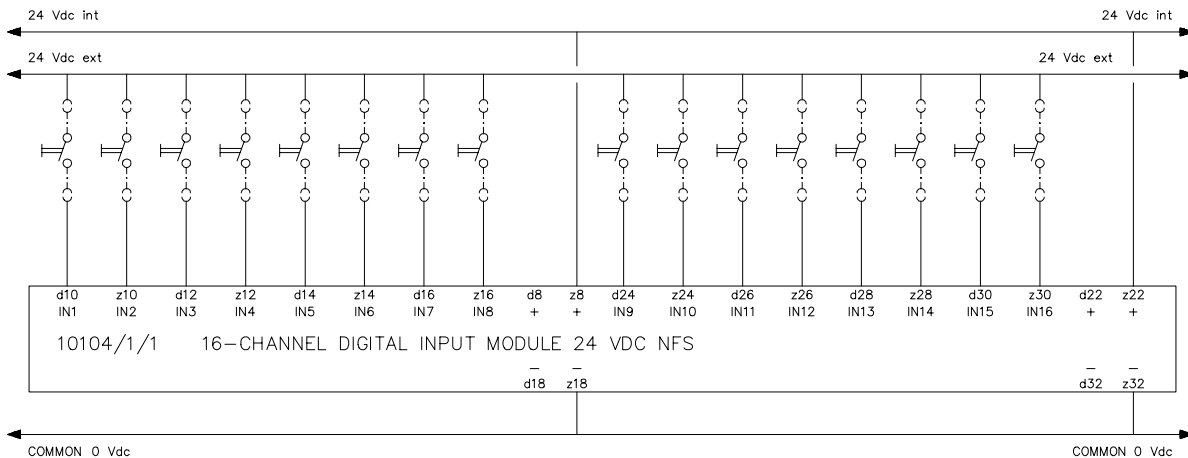 24 Vdc int 24 Vdc int
24 Vdc ext 24 Vdc ext
d10 z10 d12 z12 d14 z14 d16 z16 d8 z8 d24 z24 d26 z26 d28 z28 d30 z30 d22 z22
IN1 IN2 IN3 IN4 IN5 IN6 IN7 IN8 + + IN9 IN10 IN11 IN12 IN13 IN14 IN15 IN16 + +
10104/1/1 16-CHANNEL DIGITAL INPUT MODULE 24 VDC NFS
− − − −
d18 z18 d32 z32
COMMON 0 Vdc COMMON 0 Vdc